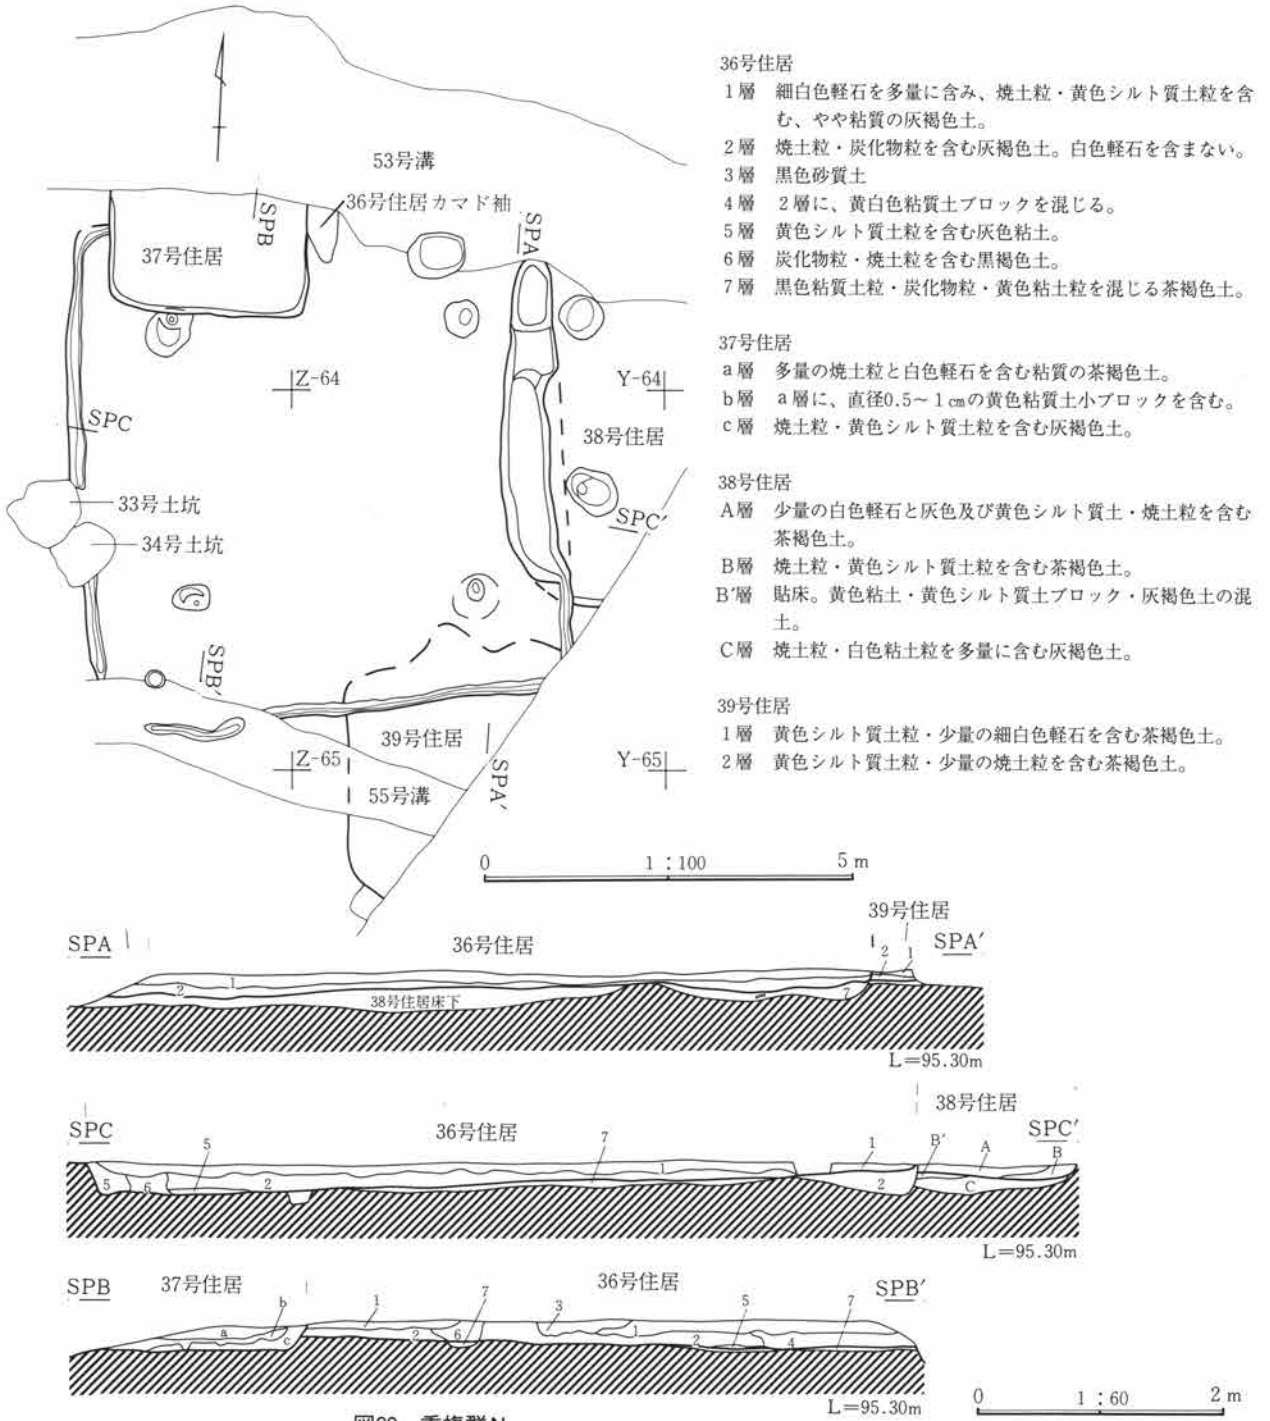 53号溝
36号住居カマド袖
SPB
SPA
37号住居
Z-64
Y-64
SPC
38号住居
33号土坑
SPC′
34号土坑
SPB′
39号住居
Z-65
Y-65
SPA′
55号溝
0 1：100 5 m
36号住居
1層 細白色軽石を多量に含み、焼土粒・黄色シルト質土粒を含
む、やや粘質の灰褐色土。
2層 焼土粒・炭化物粒を含む灰褐色土。白色軽石を含まない。
3層 黒色砂質土
4層 2層に、黄白色粘質土ブロックを混じる。
5層 黄色シルト質土粒を含む灰色粘土。
6層 炭化物粒・焼土粒を含む黒褐色土。
7層 黒色粘質土粒・炭化物粒・黄色粘土粒を混じる茶褐色土。
37号住居
a層 多量の焼土粒と白色軽石を含む粘質の茶褐色土。
b層 a層に、直径0.5～1㎝の黄色粘質土小ブロックを含む。
c層 焼土粒・黄色シルト質土粒を含む灰褐色土。
38号住居
A層 少量の白色軽石と灰色及び黄色シルト質土・焼土粒を含む
茶褐色土。
B層 焼土粒・黄色シルト質土粒を含む茶褐色土。
B′層 貼床。黄色粘土・黄色シルト質土ブロック・灰褐色土の混
土。
C層 焼土粒・白色粘土粒を多量に含む灰褐色土。
39号住居
1層 黄色シルト質土粒・少量の細白色軽石を含む茶褐色土。
2層 黄色シルト質土粒・少量の焼土粒を含む茶褐色土。
39号住居
SPA 36号住居 SPA′
2 1
1
2 38号住居床下 7
L＝95.30m
38号住居
SPC 36号住居 SPC′
5 7 1 B′ A B
1
5 6 2 2 C
L＝95.30m
SPB 37号住居 36号住居 SPB′
b 1 7 3 5 7
a c 2 6 1 2 4
L＝95.30m
0 1：60 2 m